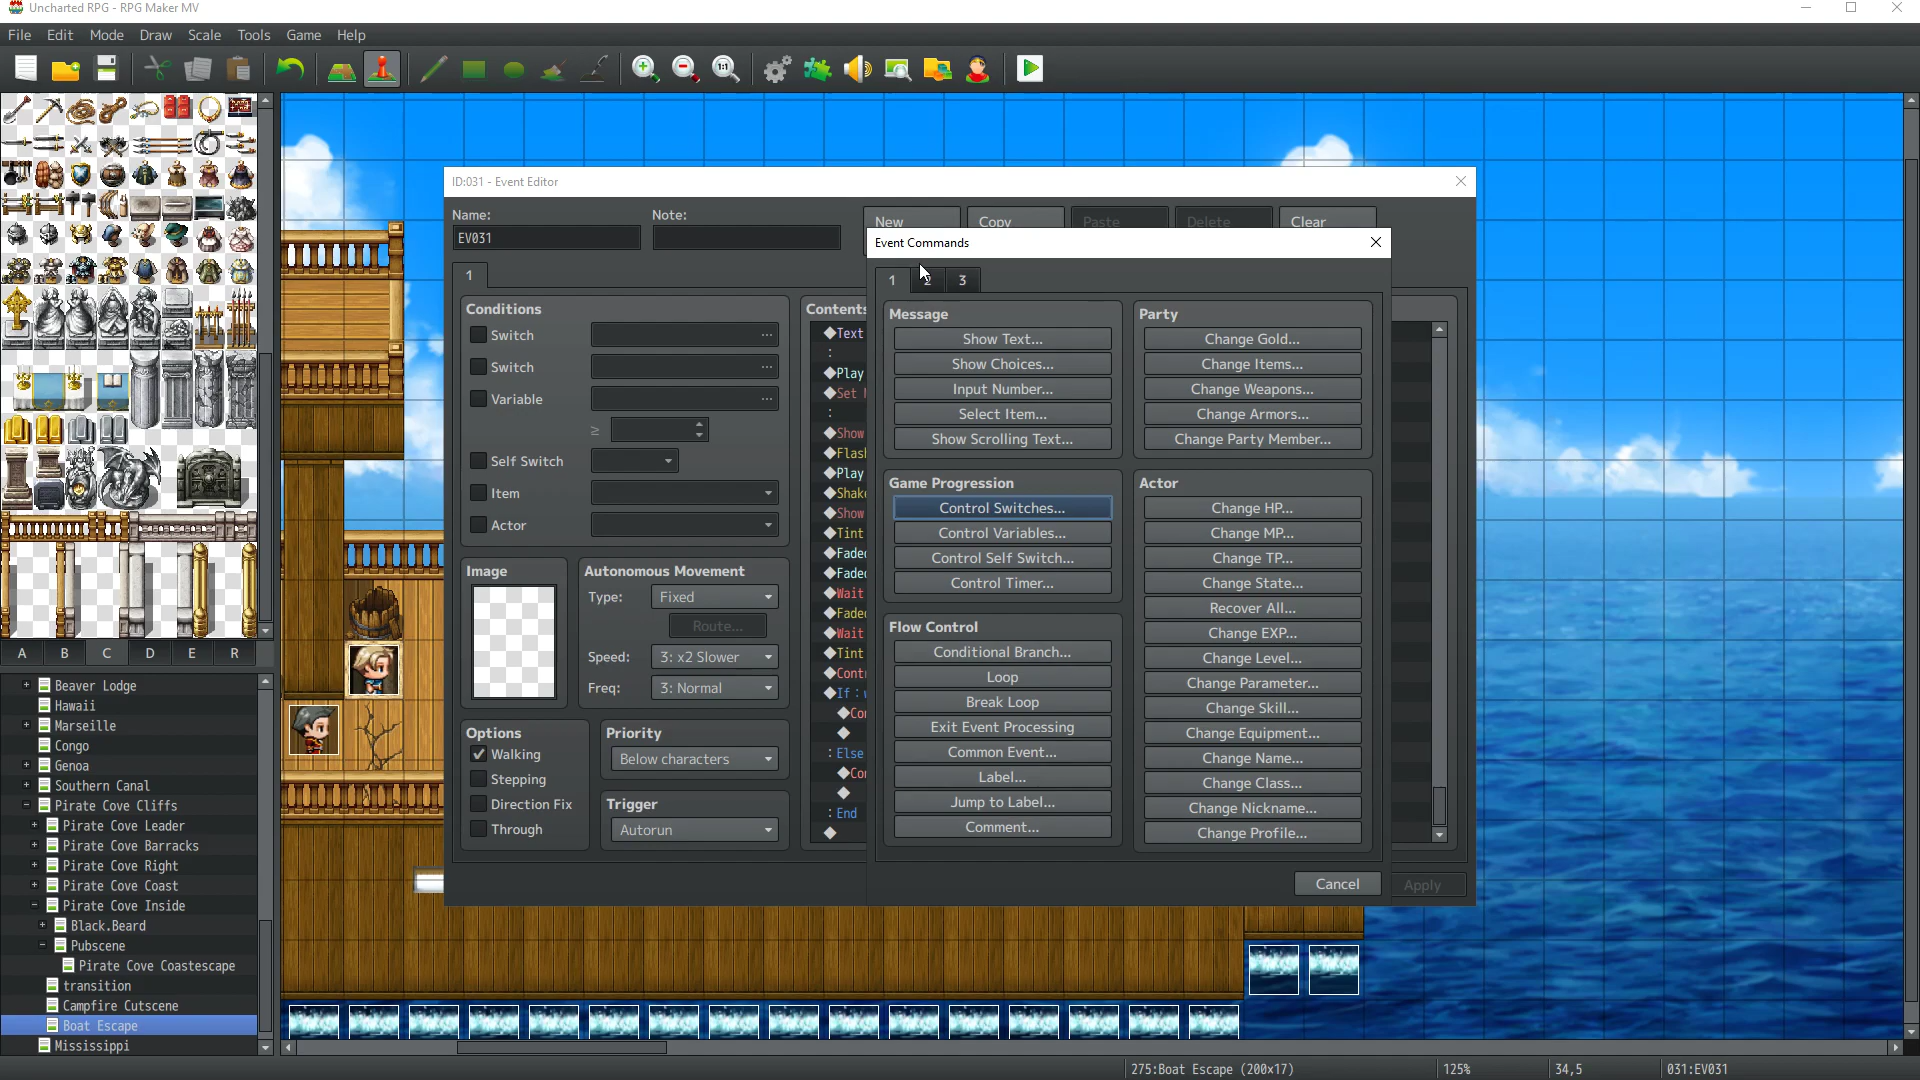 Uncharted RPG - RPG Maker MV
File Edit Mode Draw Scale Tools Game Help
1:1
ID:031 - Event Editor
Name:
Note:
New
Copy
Paste
Delete
Clear
EV031
1
Conditions
Switch
...
Switch
...
Variable
...
≥
Self Switch
Item
Actor
Image
Autonomous Movement
Type:
Fixed
Route...
Speed:
3: x2 Slower
Freq:
3: Normal
Options
Walking
Stepping
Direction Fix
Through
Priority
Below characters
Trigger
Autorun
Contents
◆Text
:
◆Play
◆Set
:
◆Show
◆Flas
◆Play
◆Shak
◆Show
◆Tint
◆Fade
◆Fade
◆Wait
◆Fade
◆Wait
◆Tint
◆Cont
◆If :
◆Co
◆
: Else
◆Co
◆
: End
◆
Event Commands
1 2 3
Message
Show Text...
Show Choices...
Input Number...
Select Item...
Show Scrolling Text...
Game Progression
Control Switches...
Control Variables...
Control Self Switch...
Control Timer...
Flow Control
Conditional Branch...
Loop
Break Loop
Exit Event Processing
Common Event...
Label...
Jump to Label...
Comment...
Party
Change Gold...
Change Items...
Change Weapons...
Change Armors...
Change Party Member...
Actor
Change HP...
Change MP...
Change TP...
Change State...
Recover All...
Change EXP...
Change Level...
Change Parameter...
Change Skill...
Change Equipment...
Change Name...
Change Class...
Change Nickname...
Change Profile...
Cancel
Apply
A B C D E R
Beaver Lodge
Hawaii
Marseille
Congo
Genoa
Southern Canal
Pirate Cove Cliffs
Pirate Cove Leader
Pirate Cove Barracks
Pirate Cove Right
Pirate Cove Coast
Pirate Cove Inside
Black.Beard
Pubscene
Pirate Cove Coastescape
transition
Campfire Cutscene
Boat Escape
Mississippi
275:Boat Escape (200×17)
125%
34,5
031:EV031